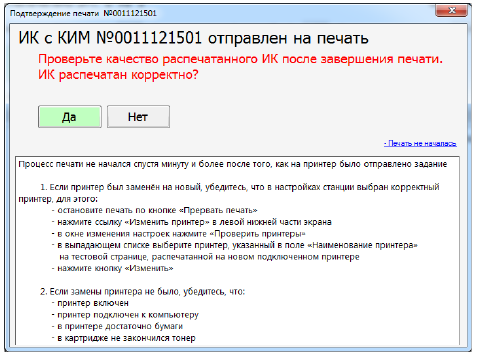 Подтверждение печати №0011121501
ИК с КИМ №0011121501 отправлен на печать
Проверьте качество распечатанного ИК после завершения печати.
ИК распечатан корректно?
Да
Нет
- Печать не началась
Процесс печати не начался спустя минуту и более после того, как на принтер было отправлено задание
1. Если принтер был заменён на новый, убедитесь, что в настройках станции выбран корректный
принтер, для этого:
- остановите печать по кнопке «Прервать печать»
- нажмите ссылку «Изменить принтер» в левой нижней части экрана
- в окне изменения настроек нажмите «Проверить принтеры»
- в выпадающем списке выберите принтер, указанный в поле «Наименование принтера»
на тестовой странице, распечатанной на новом подключенном принтере
- нажмите кнопку «Изменить»
2. Если замены принтера не было, убедитесь, что:
- принтер включен
- принтер подключен к компьютеру
- в принтере достаточно бумаги
- в картридже не закончился тонер